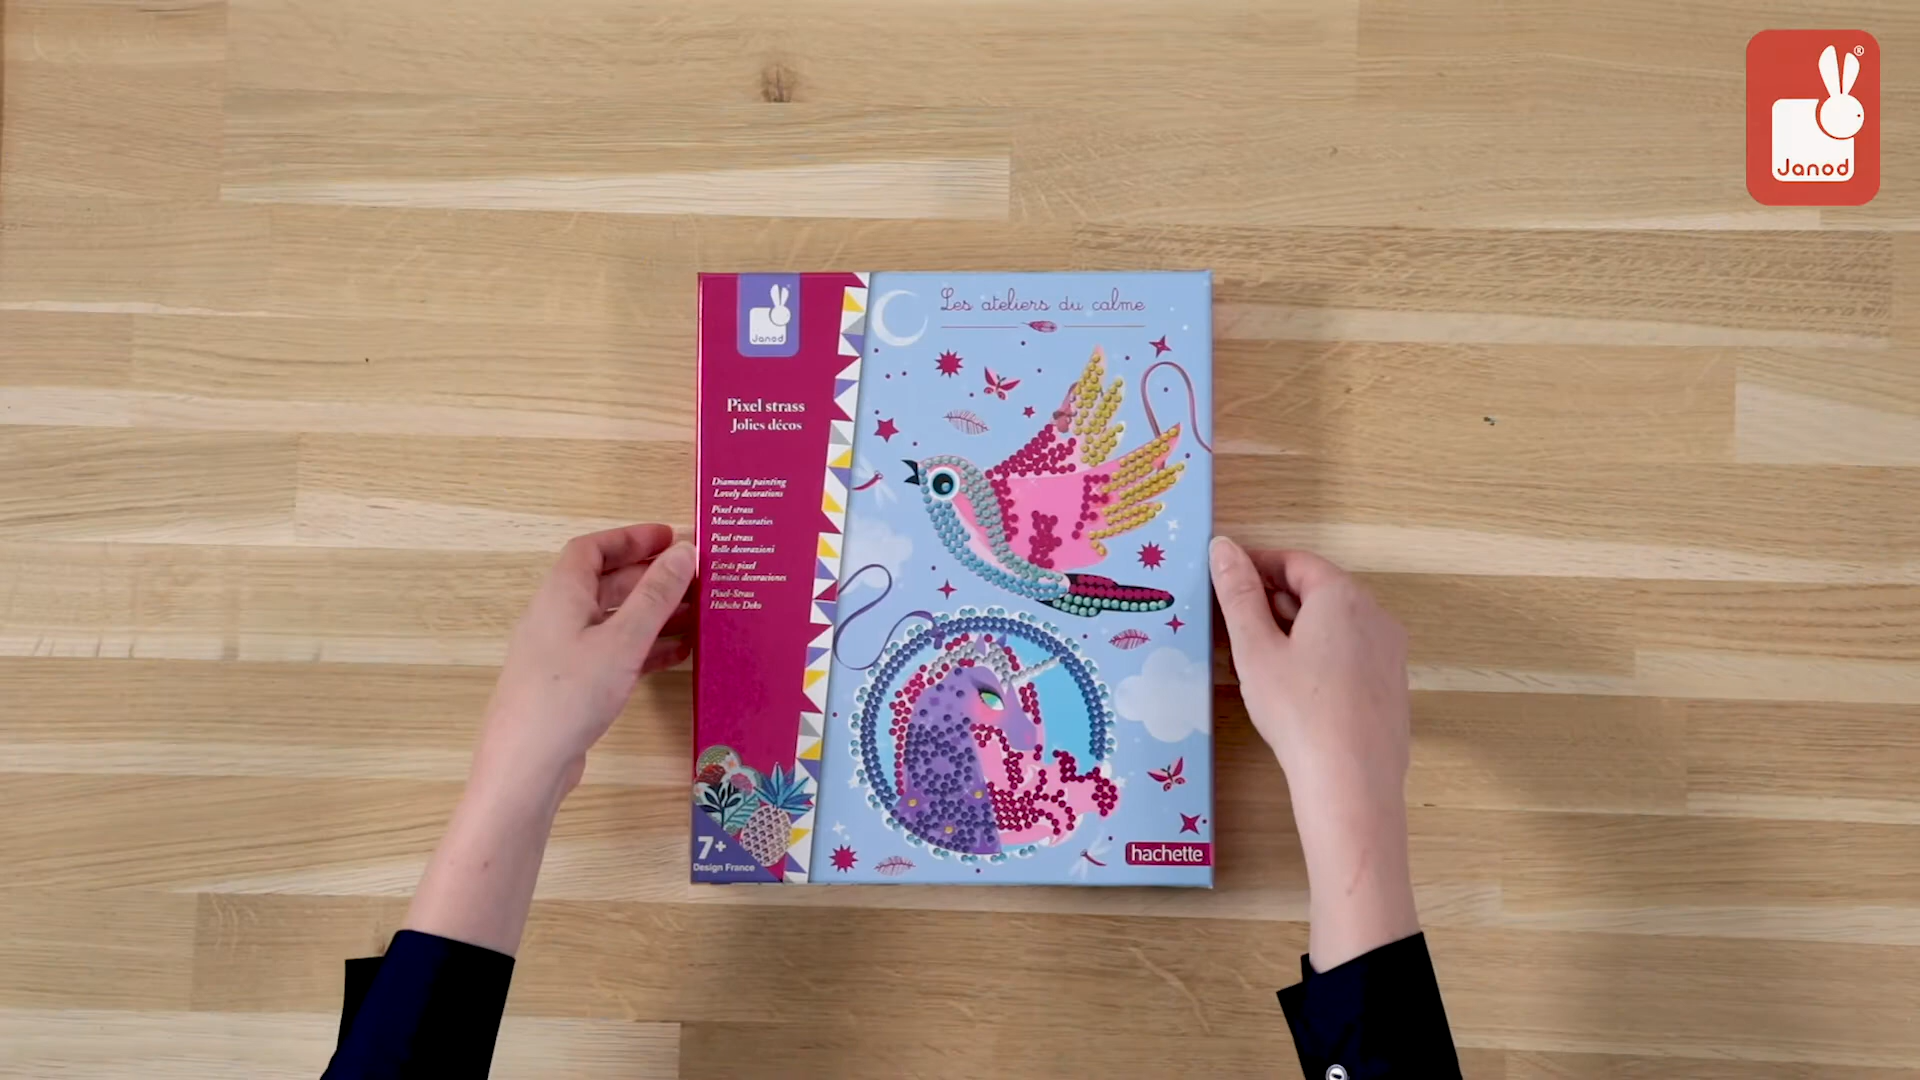 Janod
Janod
Les ateliers du calme
Pixel strass
Jolies décos
Diamonds painting
Lovely decorations
Pixel strass
Mooie decoraties
Pixel strass
Belle decorazioni
Estrás pixel
Bonitas decoraciones
Pixel-Strass
Hübsche Deko
7+
Design France
hachette